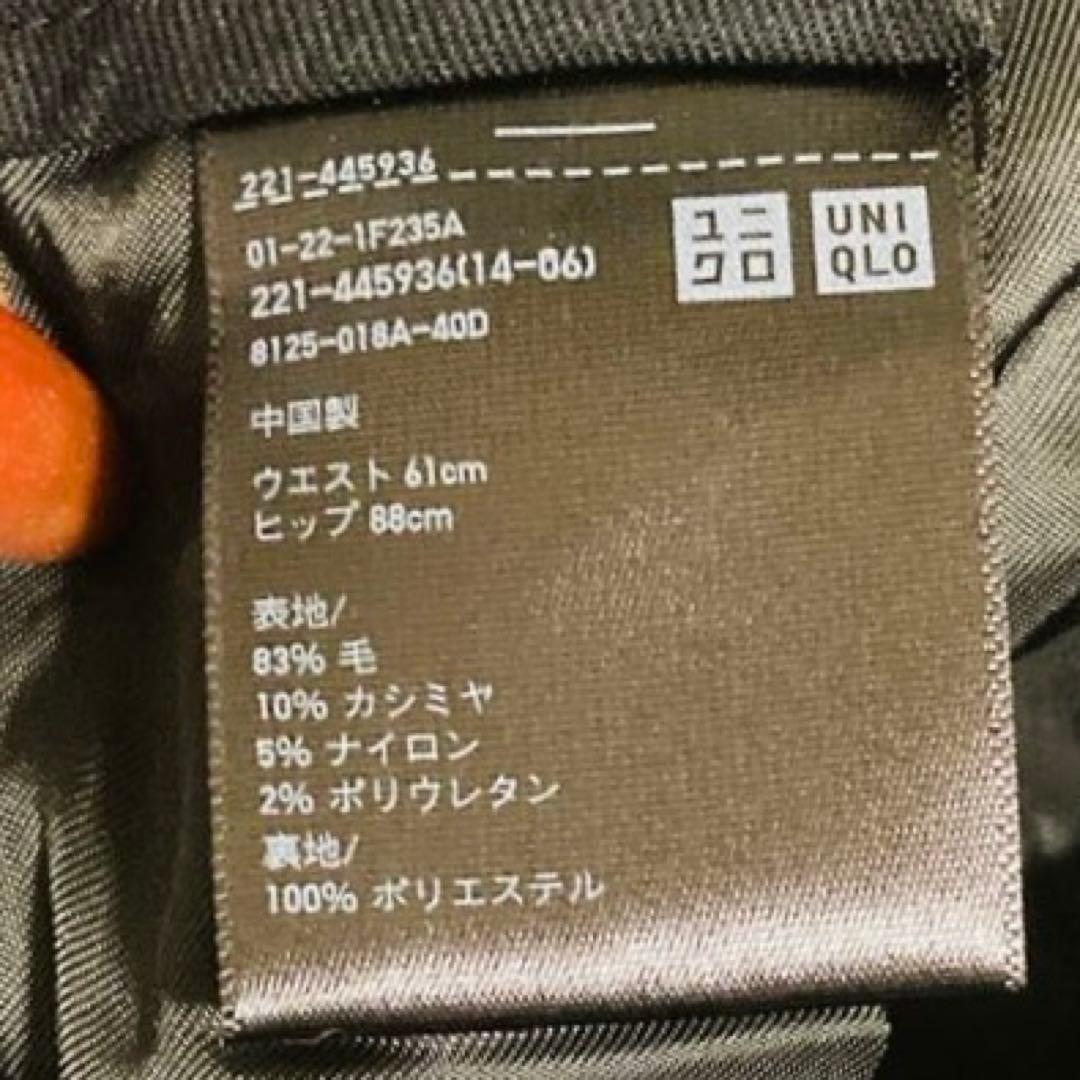 221-445936
01-22-1F235A
221-445936(14-06)
8125-018A-40D
ユニ
クロ
UNI
QLO
中国製
ウエスト 61cm
ヒップ 88cm
表地/
83% 毛
10% カシミヤ
5% ナイロン
2% ポリウレタン
裏地/
100% ポリエステル